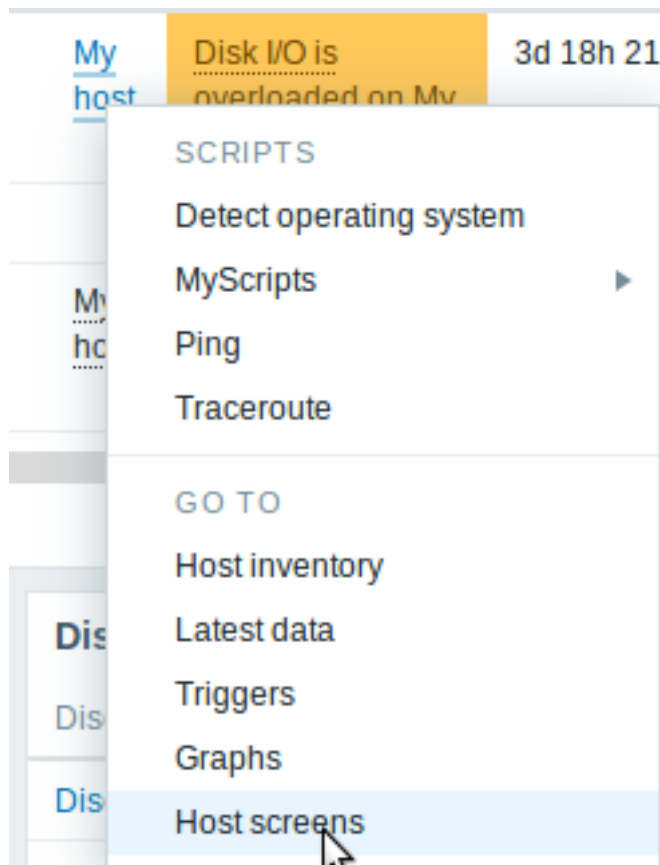 My
host
Disk I/O is
overloaded on My
3d 18h 21
SCRIPTS
Detect operating system
MyScripts
Ping
Traceroute
GO TO
Host inventory
Latest data
Triggers
Graphs
Host screens
My